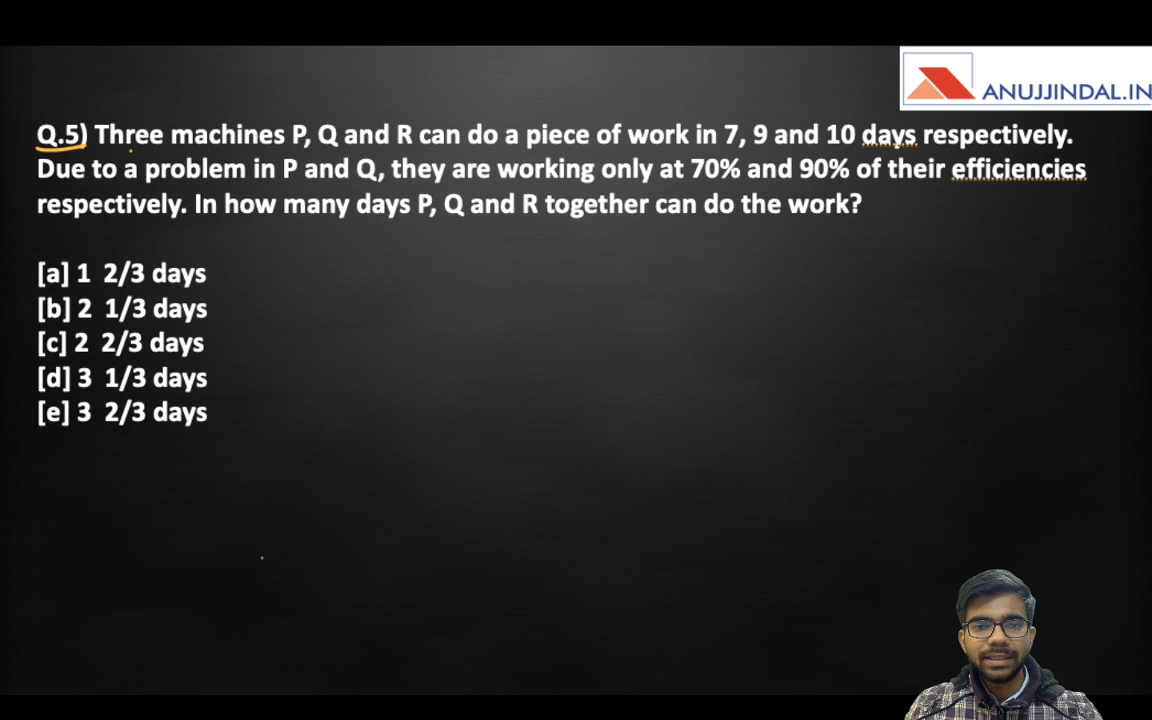 ANUJJINDAL.IN
Q.5) Three machines P, Q and R can do a piece of work in 7, 9 and 10 days respectively.
Due to a problem in P and Q, they are working only at 70% and 90% of their efficiencies
respectively. In how many days P, Q and R together can do the work?
[a] 1 2/3 days
[b] 2 1/3 days
[c] 2 2/3 days
[d] 3 1/3 days
[e] 3 2/3 days